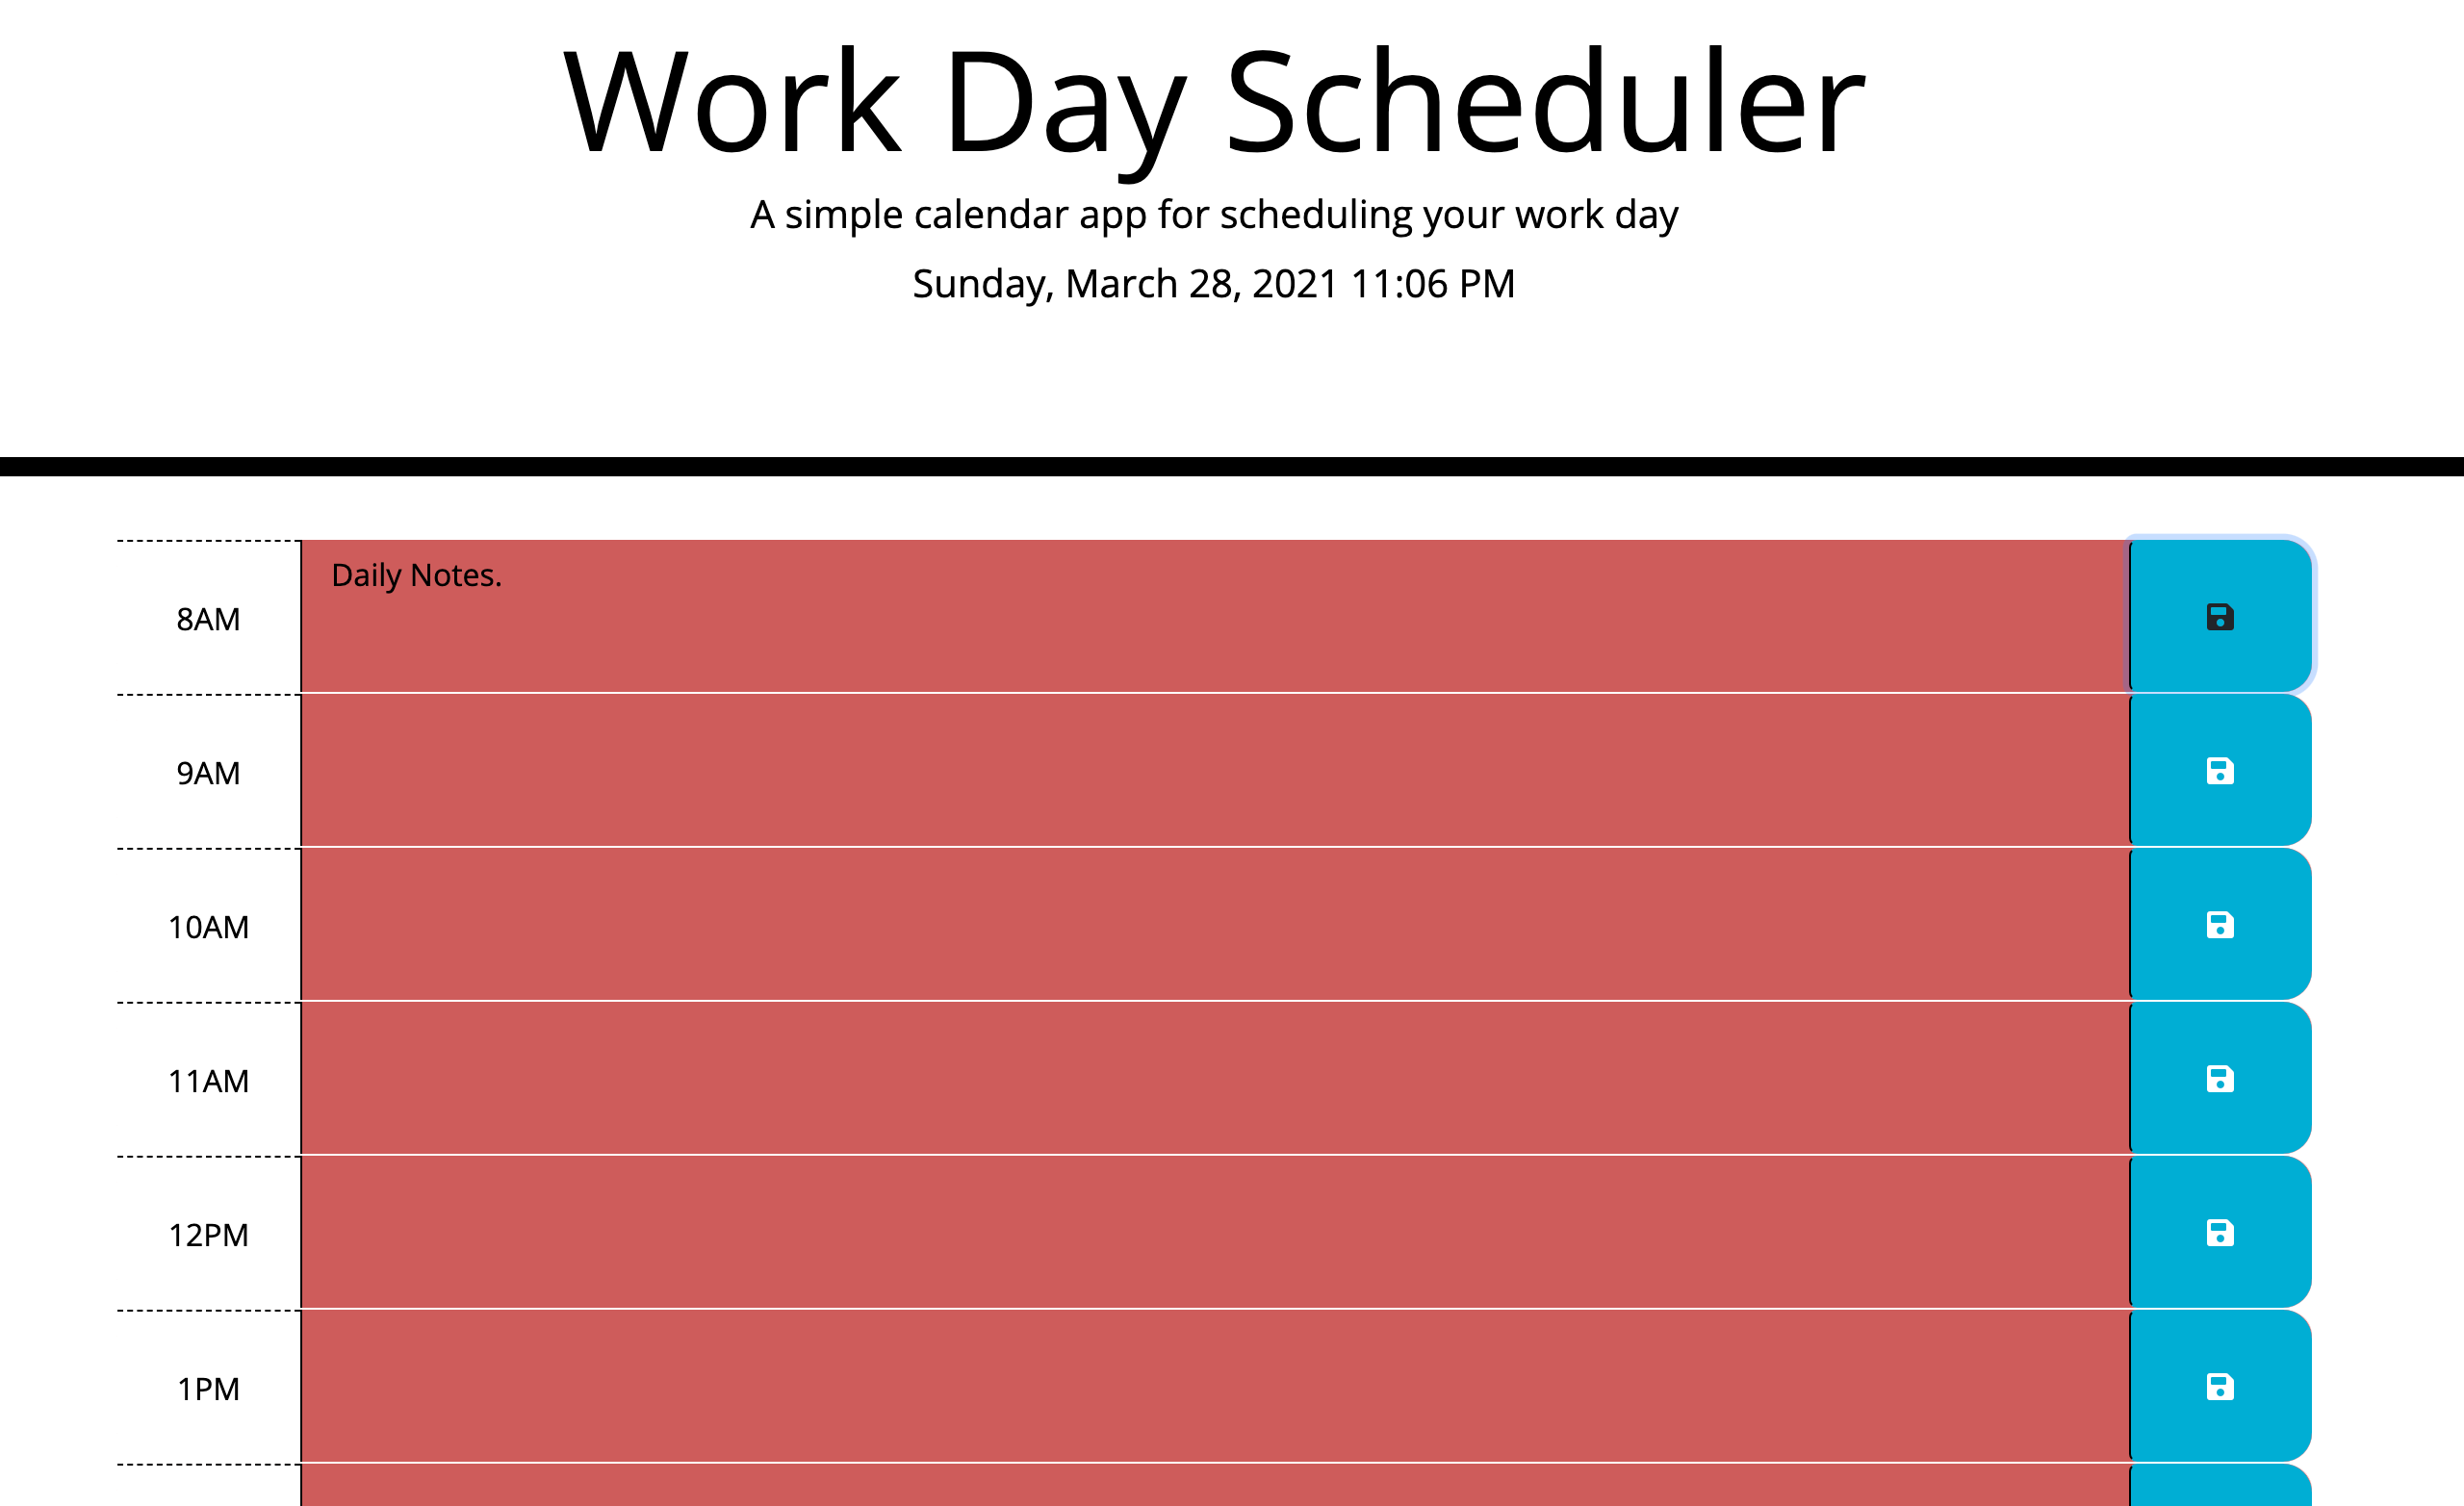 Work Day Scheduler
A simple calendar app for scheduling your work day
Sunday, March 28, 2021 11:06 PM
8AM
Daily Notes.
9AM
10AM
11AM
12PM
1PM